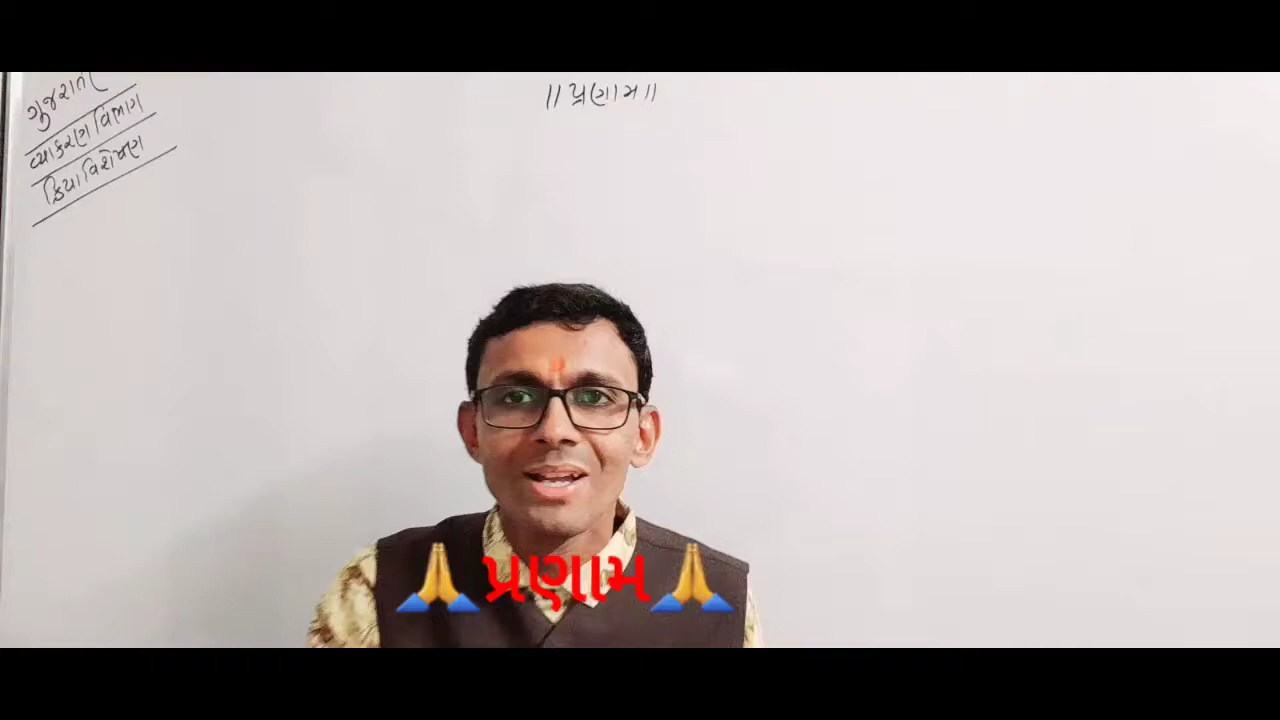 ગુજરાતી
વ્યાકરણ વિભાગ
ક્રિયાવિશેષણ
॥ પ્રણામ ॥
🙏પ્રણામ🙏